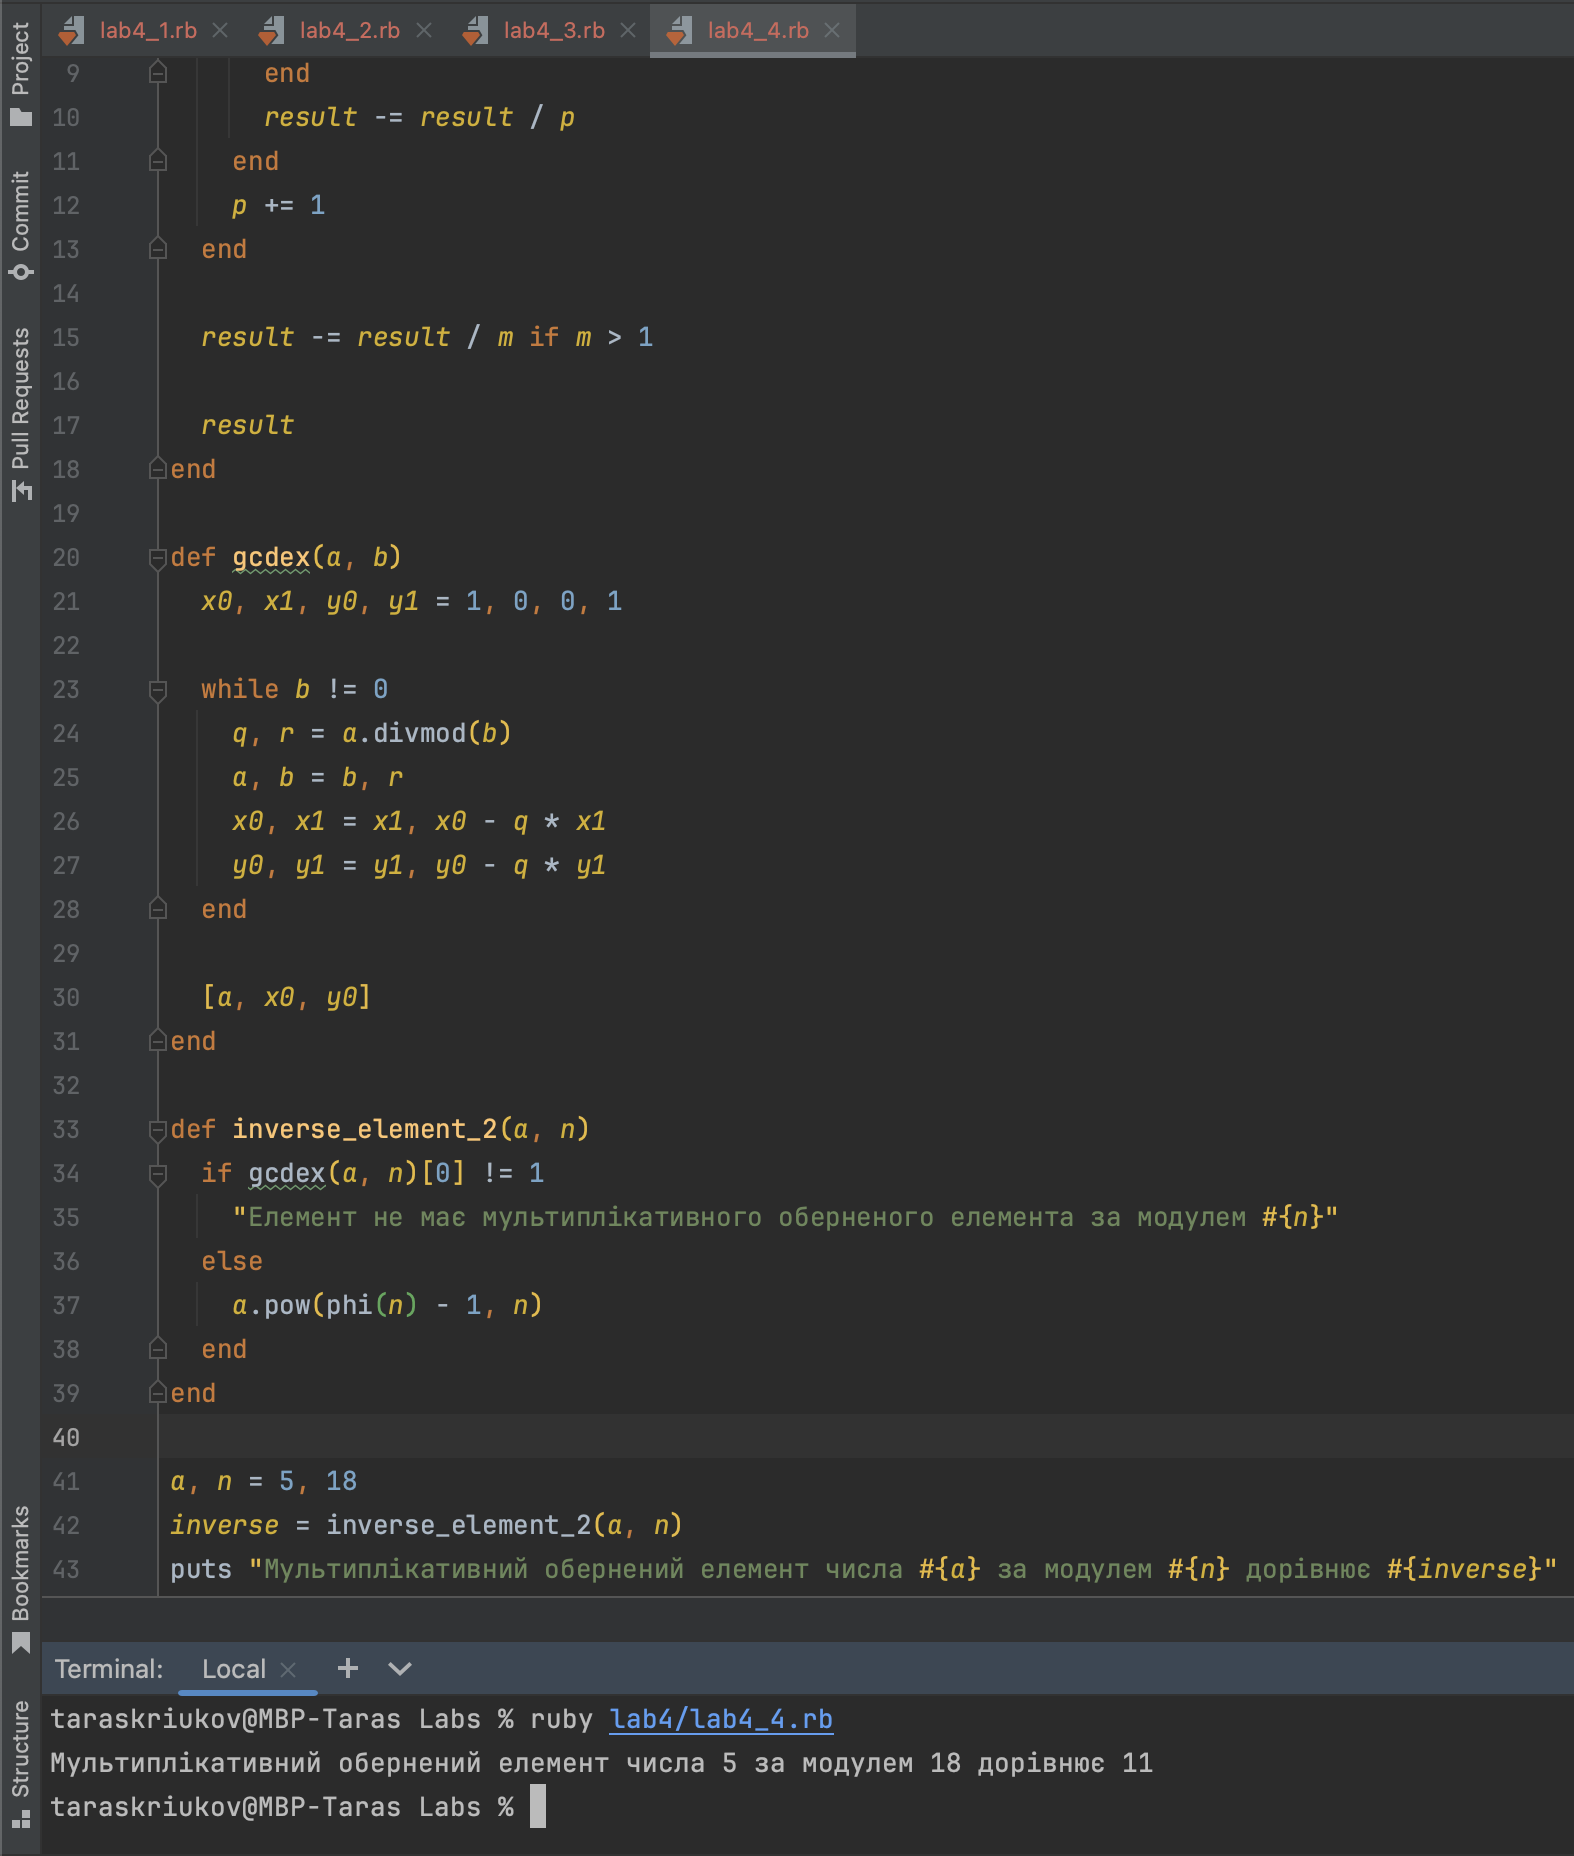 lab4_1.rb lab4_2.rb lab4_3.rb lab4_4.rb
Project
Commit
Pull Requests
Bookmarks
Structure
9 end
10 result -= result / p
11 end
12 p += 1
13 end
14
15 result -= result / m if m > 1
16
17 result
18 end
19
20 def gcdex(a, b)
21 x0, x1, y0, y1 = 1, 0, 0, 1
22
23 while b != 0
24 q, r = a.divmod(b)
25 a, b = b, r
26 x0, x1 = x1, x0 - q * x1
27 y0, y1 = y1, y0 - q * y1
28 end
29
30 [a, x0, y0]
31 end
32
33 def inverse_element_2(a, n)
34 if gcdex(a, n)[0] != 1
35 "Елемент не має мультиплікативного оберненого елемента за модулем #{n}"
36 else
37 a.pow(phi(n) - 1, n)
38 end
39 end
40
41 a, n = 5, 18
42 inverse = inverse_element_2(a, n)
43 puts "Мультиплікативний обернений елемент числа #{a} за модулем #{n} дорівнює #{inverse}"
Terminal: Local
taraskriukov@MBP-Taras Labs % ruby lab4/lab4_4.rb
Мультиплікативний обернений елемент числа 5 за модулем 18 дорівнює 11
taraskriukov@MBP-Taras Labs %